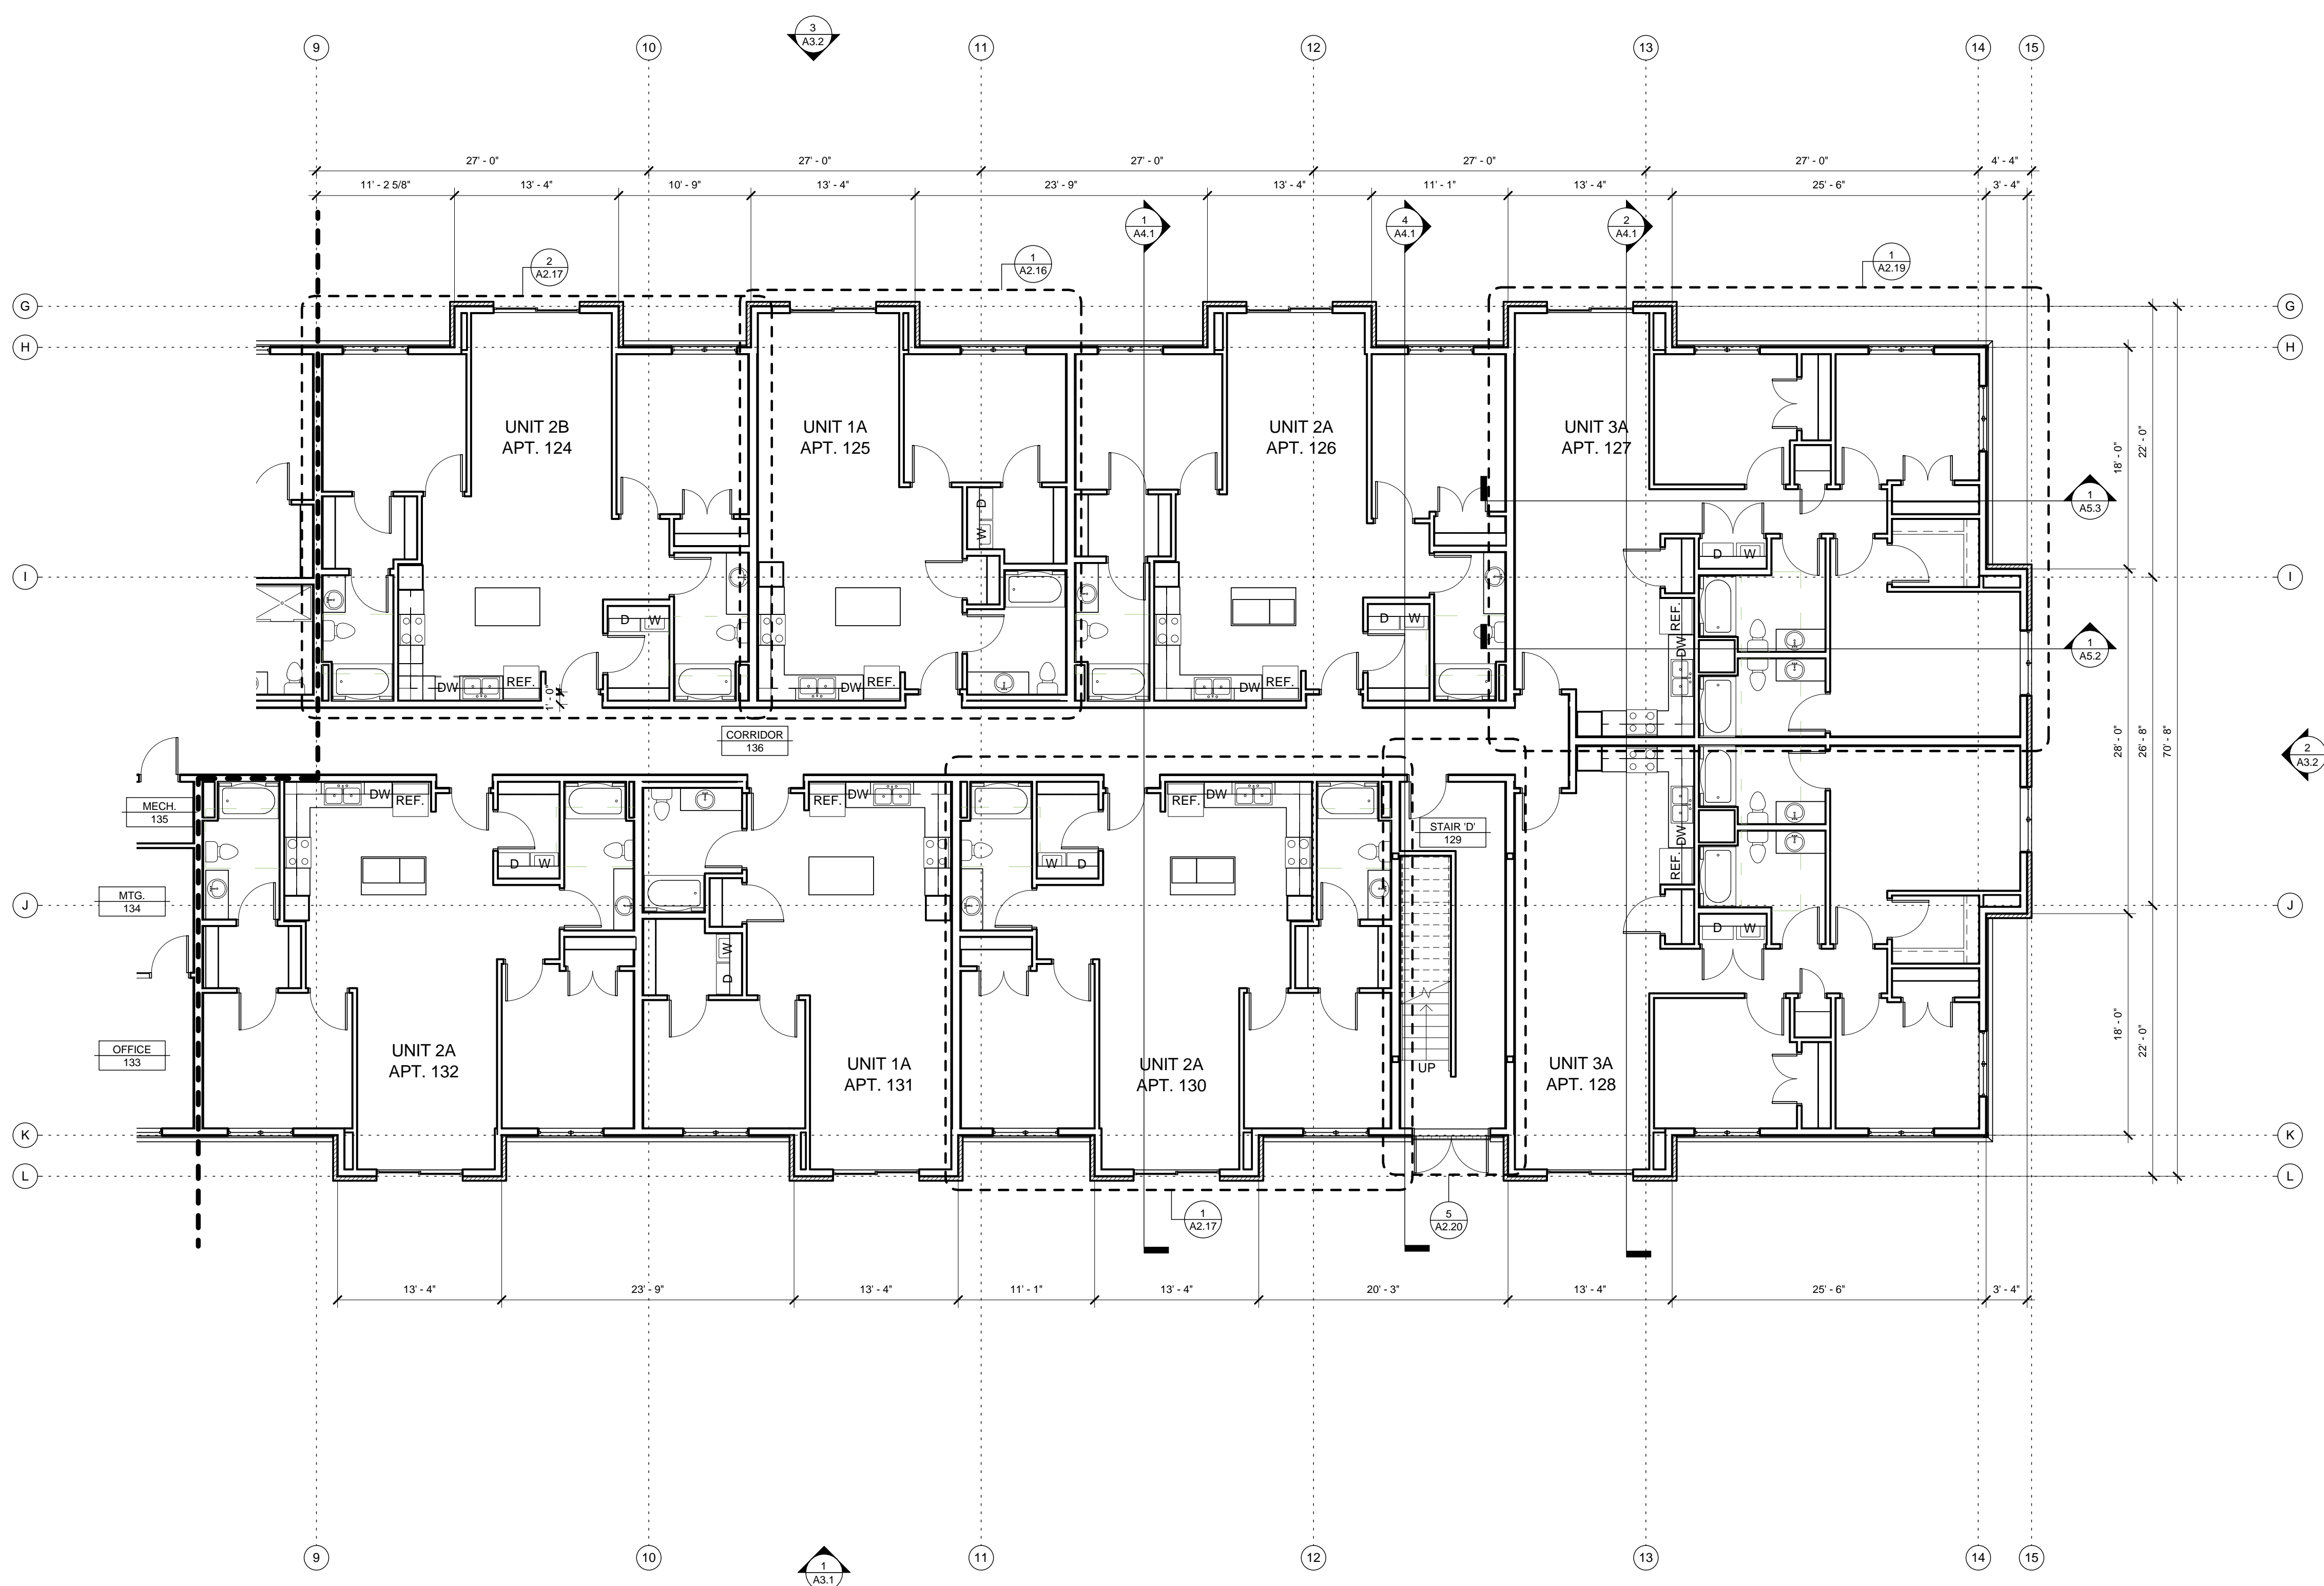 3
A3.2
9
10
11
12
13
14
15
27' - 0"
27' - 0"
27' - 0"
27' - 0"
27' - 0"
4' - 4"
11' - 2 5/8"
13' - 4"
10' - 9"
13' - 4"
23' - 9"
13' - 4"
11' - 1"
13' - 4"
25' - 6"
3' - 4"
1
A4.1
4
A4.1
2
A4.1
2
A2.17
1
A2.16
1
A2.19
G
G
H
H
UNIT 2B
APT. 124
UNIT 1A
APT. 125
UNIT 2A
APT. 126
UNIT 3A
APT. 127
18' - 0"
22' - 0"
1
A5.3
D
W
D
W
I
I
D
W
D
W
REF.
DW
1
A5.2
DW
REF.
DW
REF.
DW
REF.
1' - 0"
CORRIDOR
136
28' - 0"
26' - 8"
70' - 8"
2
A3.2
MECH.
135
DW
REF.
REF.
DW
REF.
DW
STAIR 'D'
129
DW
REF.
D
W
W
D
MTG.
134
J
J
W
D
D
W
OFFICE
133
UNIT 2A
APT. 132
UNIT 1A
APT. 131
UNIT 2A
APT. 130
UP
UNIT 3A
APT. 128
18' - 0"
22' - 0"
K
K
L
L
1
A2.17
5
A2.20
13' - 4"
23' - 9"
13' - 4"
11' - 1"
13' - 4"
20' - 3"
13' - 4"
25' - 6"
3' - 4"
9
10
11
12
13
14
15
1
A3.1